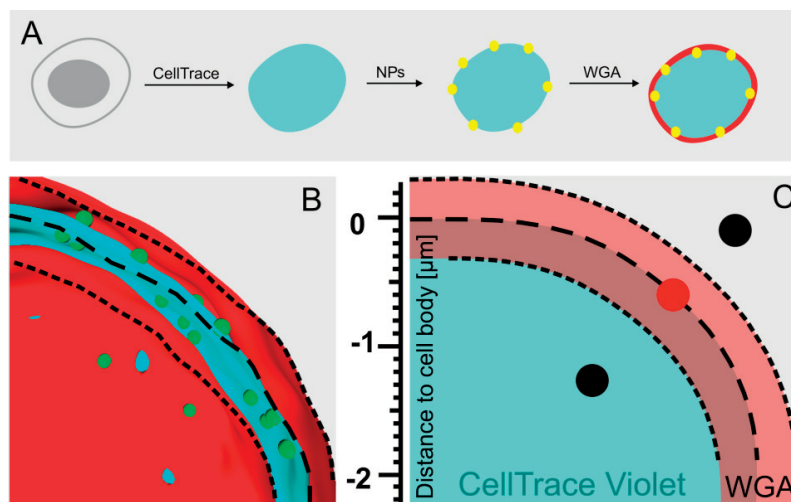 A
CellTrace
NPs
WGA
B
C
0
-1
-2
Distance to cell body [µm]
CellTrace Violet
WGA